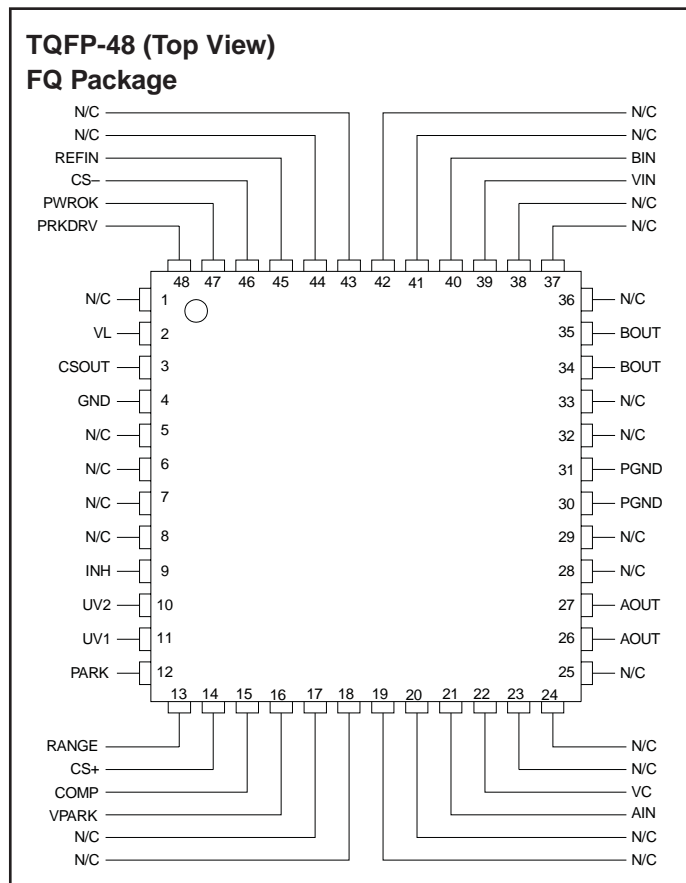 TQFP-48 (Top View)
FQ Package
N/C
N/C
REFIN
CS–
PWROK
PRKDRV
N/C
N/C
BIN
VIN
N/C
N/C
48 47 46 45 44 43 42 41 40 39 38 37
N/C 1
VL 2
CSOUT 3
GND 4
N/C 5
N/C 6
N/C 7
N/C 8
INH 9
UV2 10
UV1 11
PARK 12
36 N/C
35 BOUT
34 BOUT
33 N/C
32 N/C
31 PGND
30 PGND
29 N/C
28 N/C
27 AOUT
26 AOUT
25 N/C
13 14 15 16 17 18 19 20 21 22 23 24
RANGE
CS+
COMP
VPARK
N/C
N/C
N/C
N/C
VC
AIN
N/C
N/C